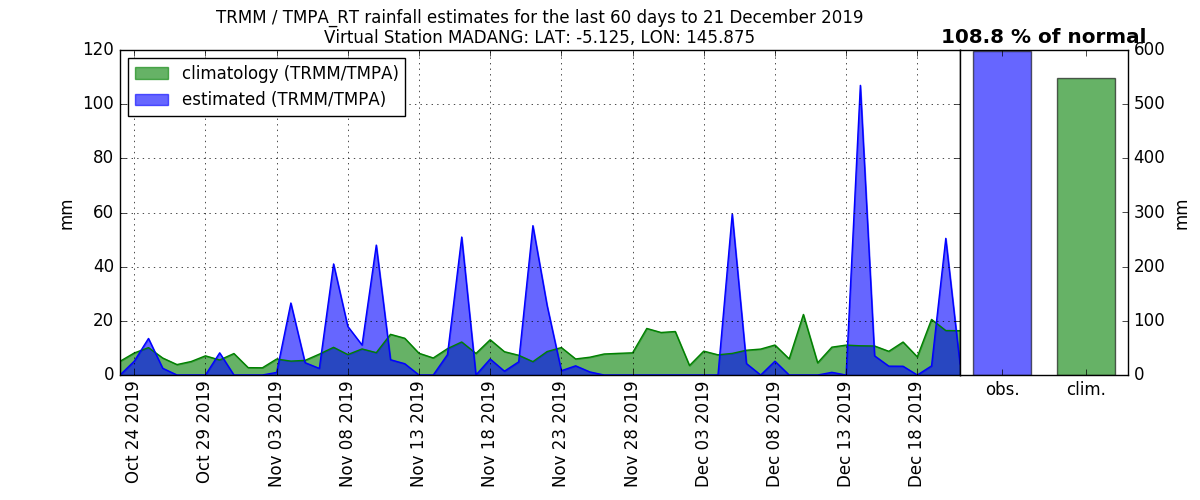 TRMM / TMPA_RT rainfall estimates for the last 60 days to 21 December 2019
Virtual Station MADANG: LAT: -5.125, LON: 145.875
108.8 % of normal
climatology (TRMM/TMPA)
estimated (TRMM/TMPA)
120
100
80
60
40
20
0
mm
600
500
400
300
200
100
0
mm
Oct 24 2019
Oct 29 2019
Nov 03 2019
Nov 08 2019
Nov 13 2019
Nov 18 2019
Nov 23 2019
Nov 28 2019
Dec 03 2019
Dec 08 2019
Dec 13 2019
Dec 18 2019
obs.
clim.